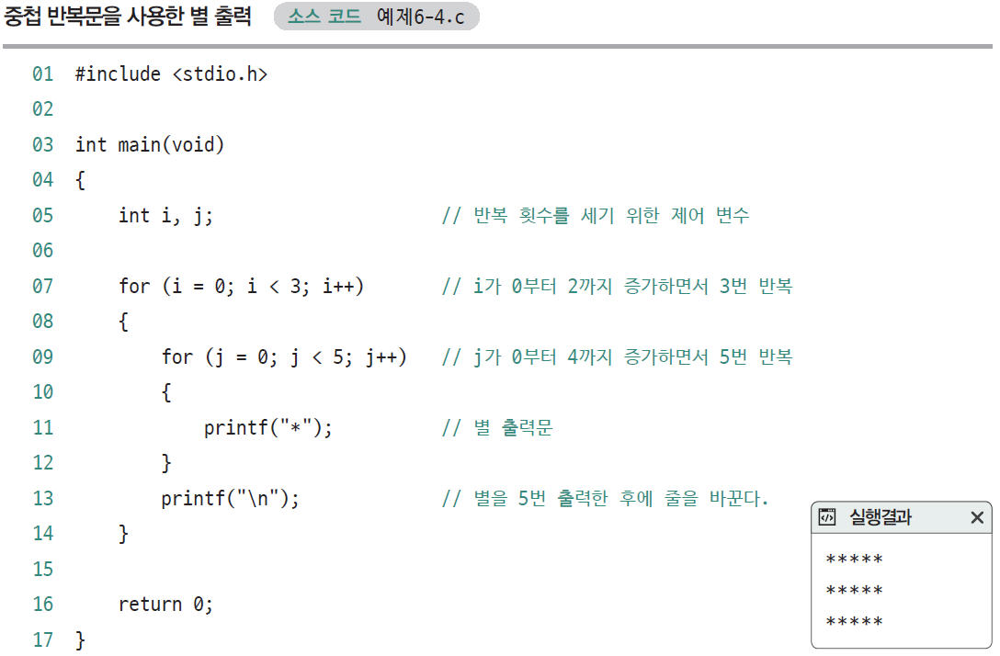 중첩 반복문을 사용한 별 출력 소스 코드 예제6-4.c
01 #include <stdio.h>
02
03 int main(void)
04 {
05     int i, j;                     // 반복 횟수를 세기 위한 제어 변수
06
07     for (i = 0; i < 3; i++)       // i가 0부터 2까지 증가하면서 3번 반복
08     {
09         for (j = 0; j < 5; j++)   // j가 0부터 4까지 증가하면서 5번 반복
10         {
11             printf("*");          // 별 출력문
12         }
13         printf("\n");             // 별을 5번 출력한 후에 줄을 바꾼다.
14     }
15
16     return 0;
17 }
실행결과
*****
*****
*****